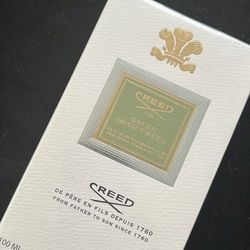 CREED
GREEN
IRISH TWEED
CREED
DE PÈRE EN FILS DEPUIS 1760
FROM FATHER TO SON SINCE 1760
100 ML